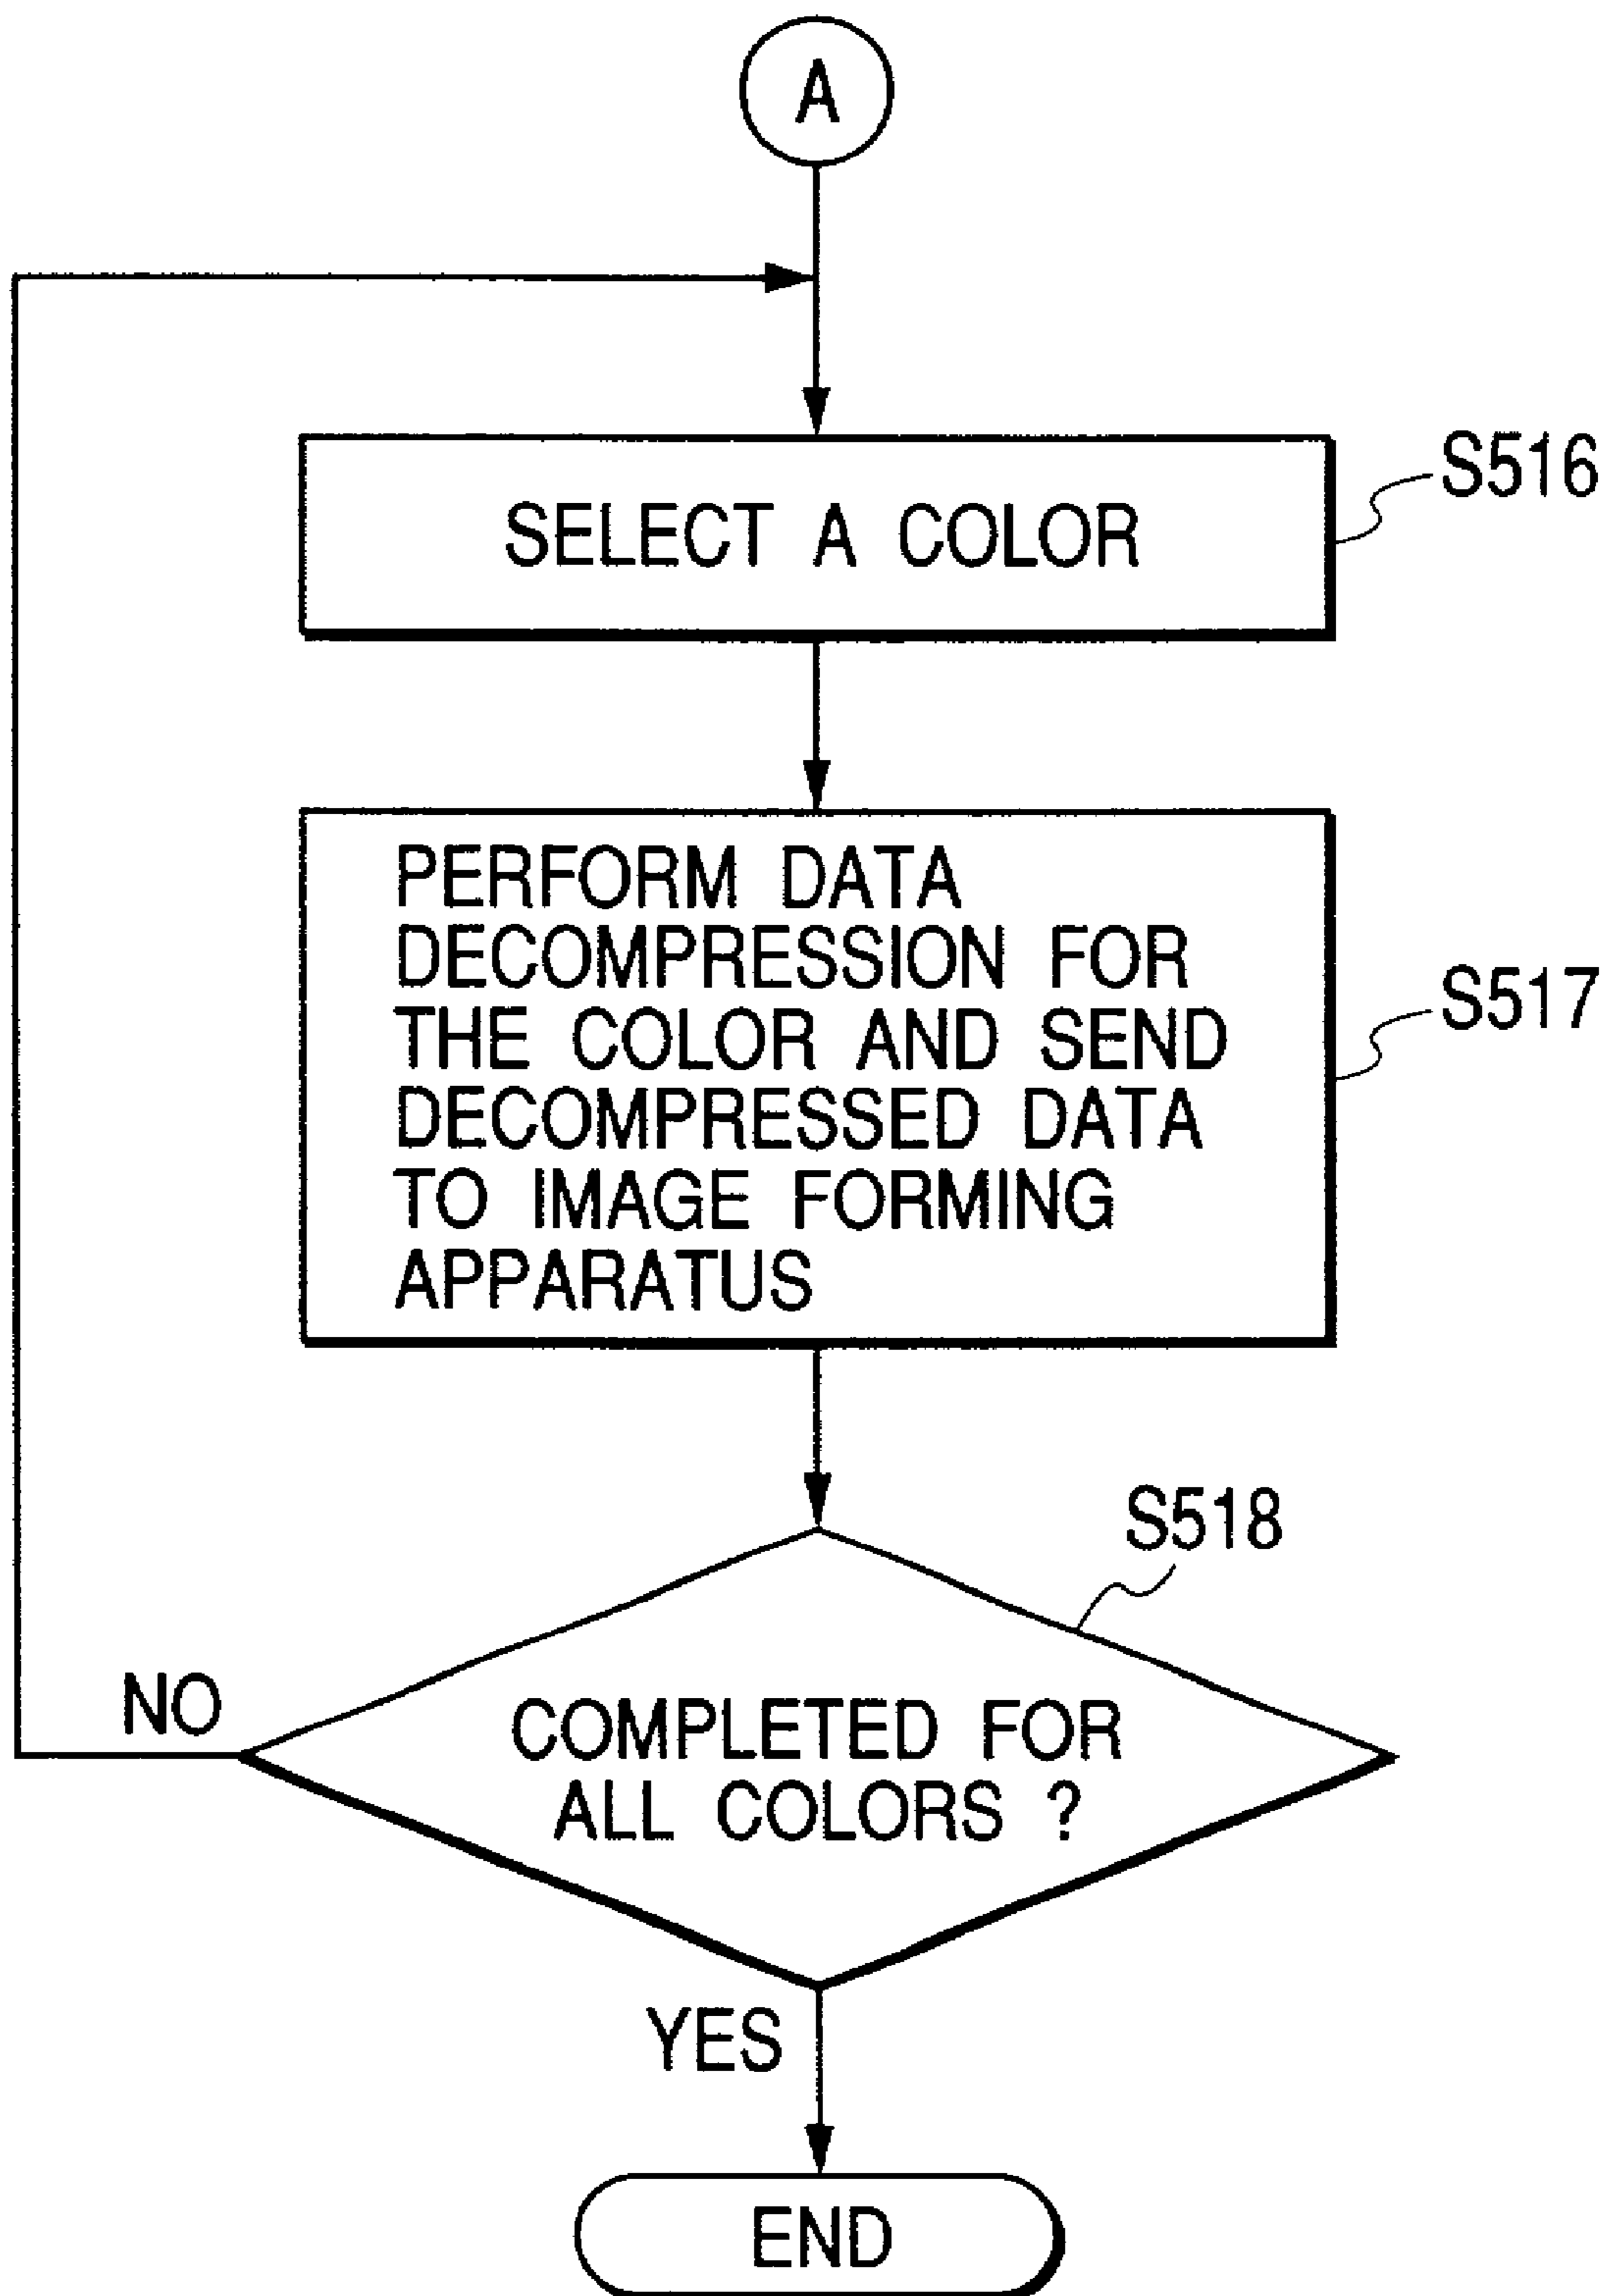 A
SELECT A COLOR
S516
PERFORM DATA
DECOMPRESSION FOR
THE COLOR AND SEND
DECOMPRESSED DATA
TO IMAGE FORMING
APPARATUS
S517
S518
NO
COMPLETED FOR
ALL COLORS ?
YES
END